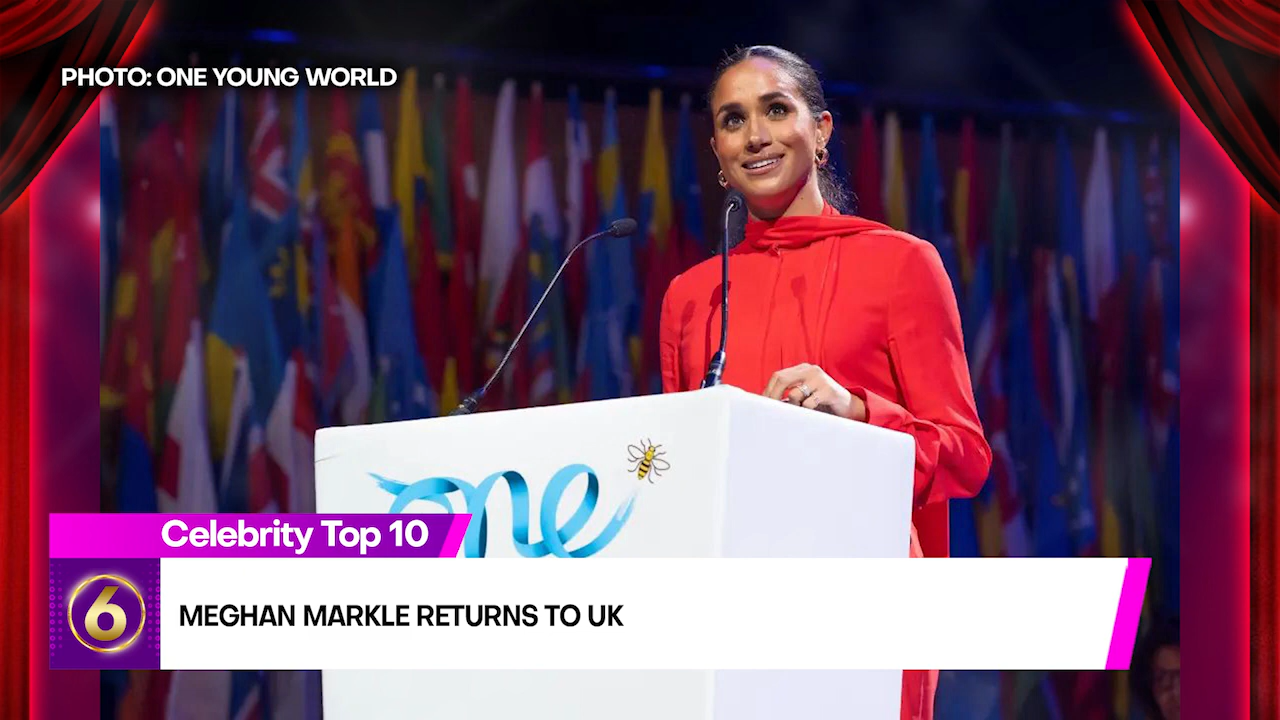 PHOTO: ONE YOUNG WORLD
one
Celebrity Top 10
6
MEGHAN MARKLE RETURNS TO UK